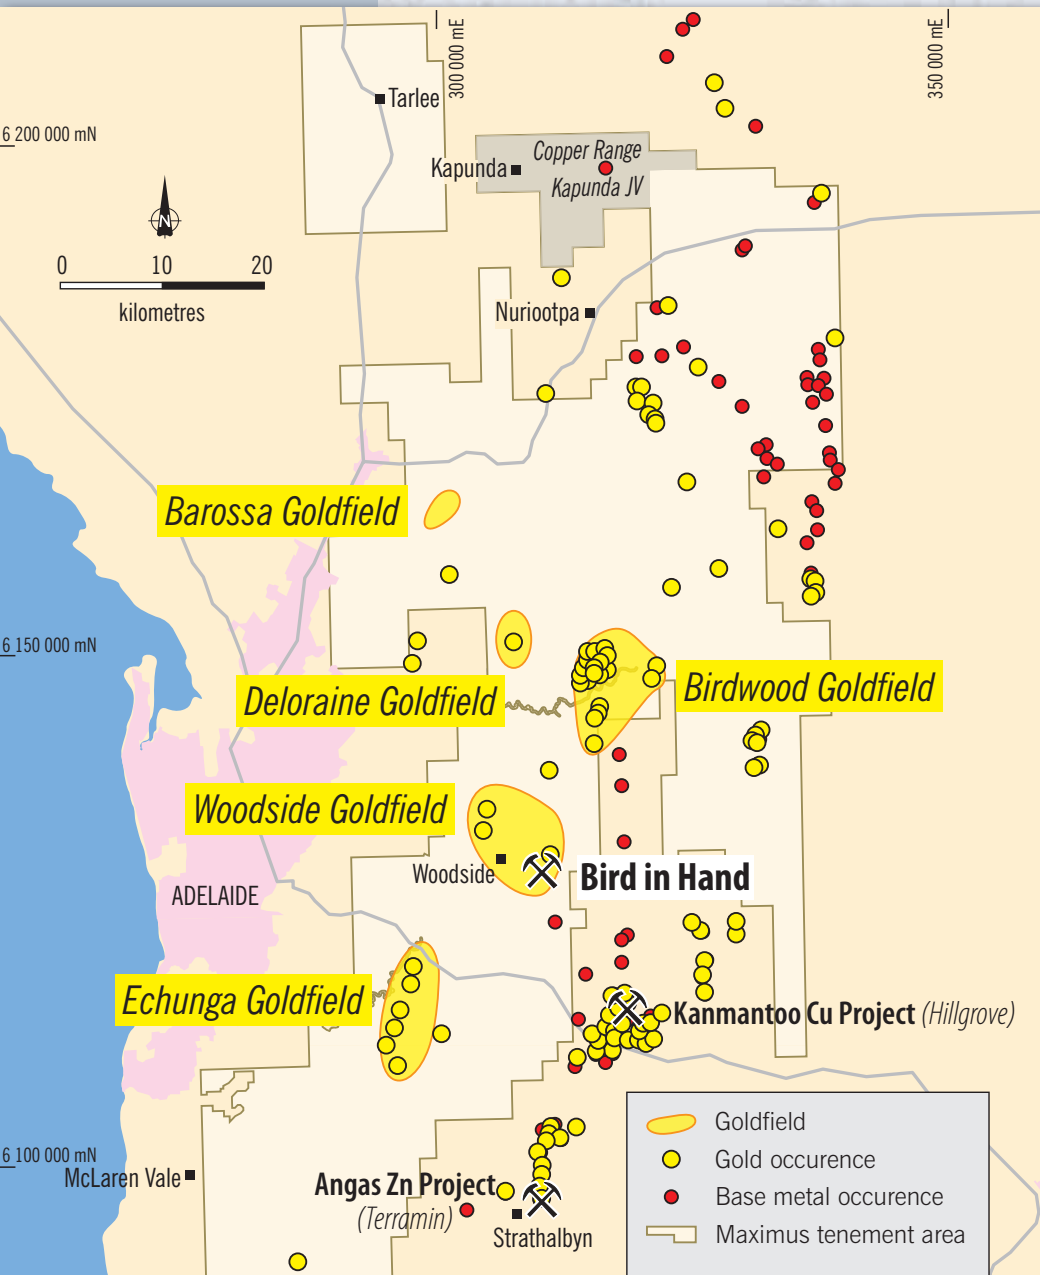 300 000 mE
350 000 mE
Tarlee
6 200 000 mN
Copper Range
Kapunda
Kapunda JV
N
0 10 20
kilometres
Nuriootpa
Barossa Goldfield
6 150 000 mN
Deloraine Goldfield
Birdwood Goldfield
Woodside Goldfield
Woodside
Bird in Hand
ADELAIDE
Echunga Goldfield
Kanmantoo Cu Project (Hillgrove)
6 100 000 mN
McLaren Vale
Angas Zn Project
(Terramin)
Strathalbyn
Goldfield
Gold occurence
Base metal occurence
Maximus tenement area